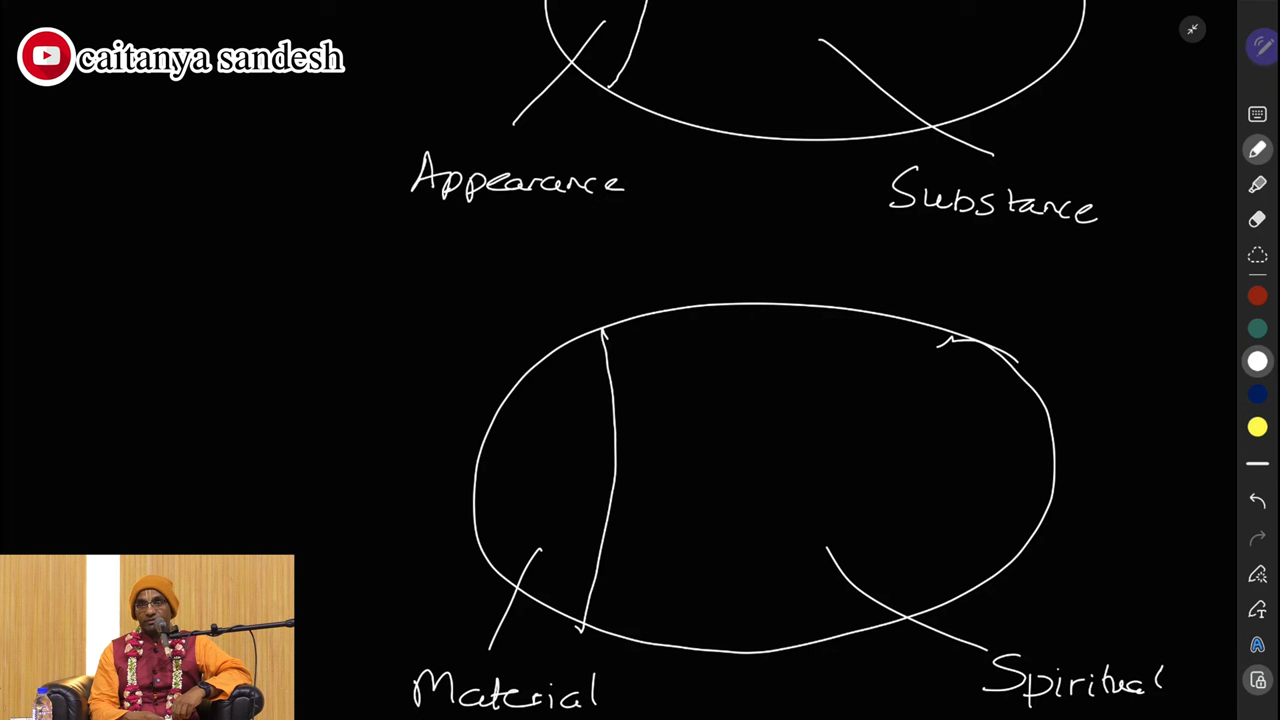 caitanya sandesh
Appearance
Substance
Material
Spiritual